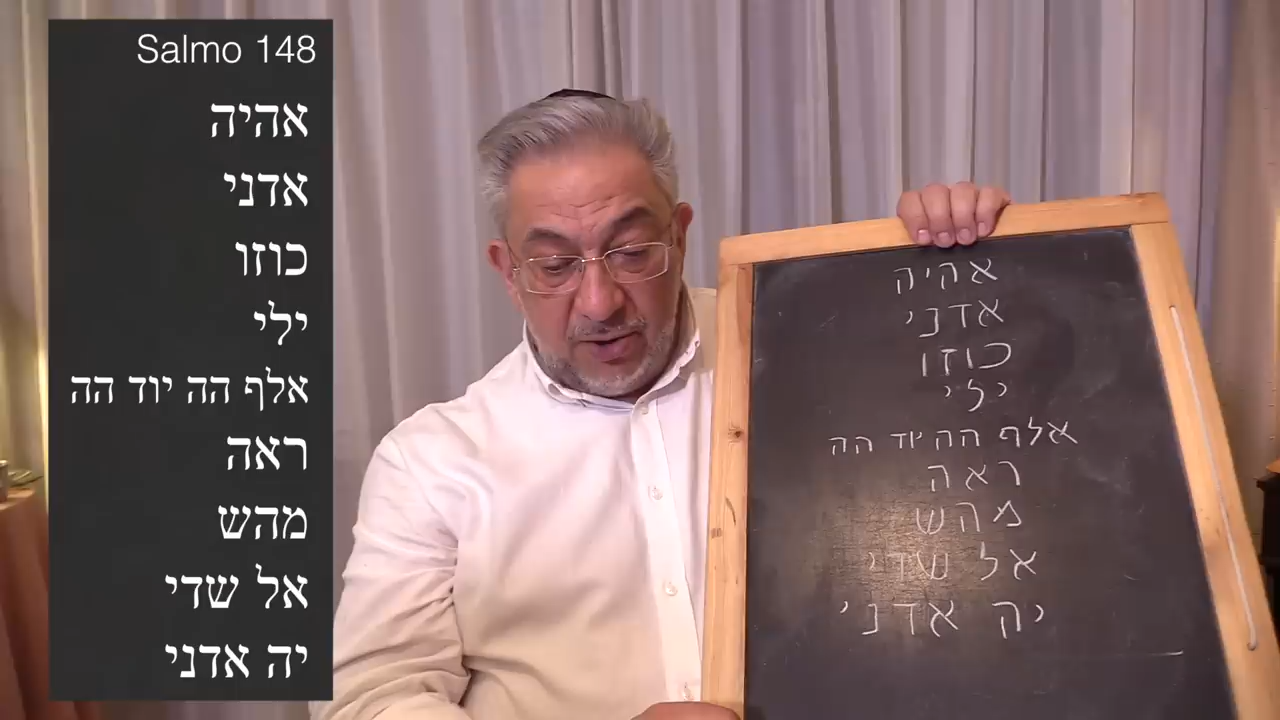 Salmo 148
אהיה
אדני
כוזו
ילי
אלף הה יוד הה
ראה
מהש
אל שדי
יה אדני
אהיה
אדני
כוזו
ילי
אלף הה יוד הה
ראה
מהש
אל שדי
יה אדני